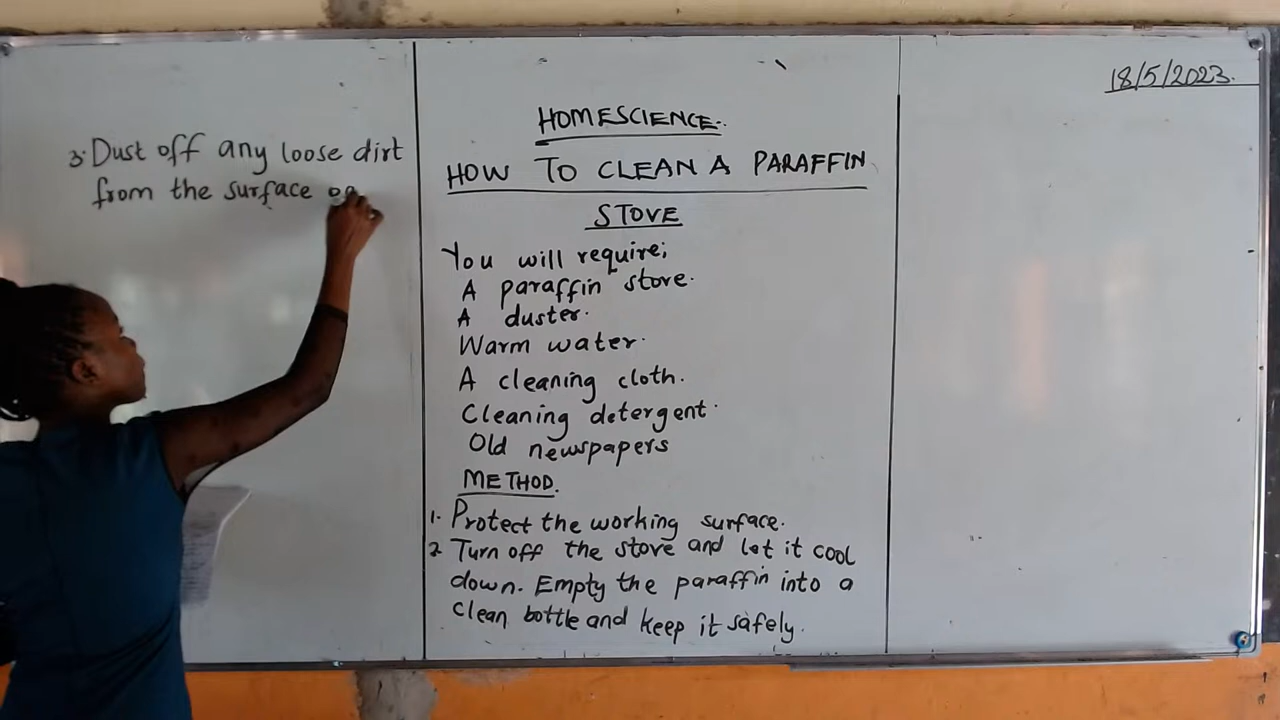 18/5/2023.
HOMESCIENCE:.
HOW TO CLEAN A PARAFFIN
STOVE
You will require;
A paraffin stove.
A duster.
Warm water.
A cleaning cloth.
Cleaning detergent.
Old newspapers
METHOD.
1. Protect the working surface.
2. Turn off the stove and let it cool
down. Empty the paraffin into a
clean bottle and keep it safely.
3. Dust off any loose dirt
from the surface